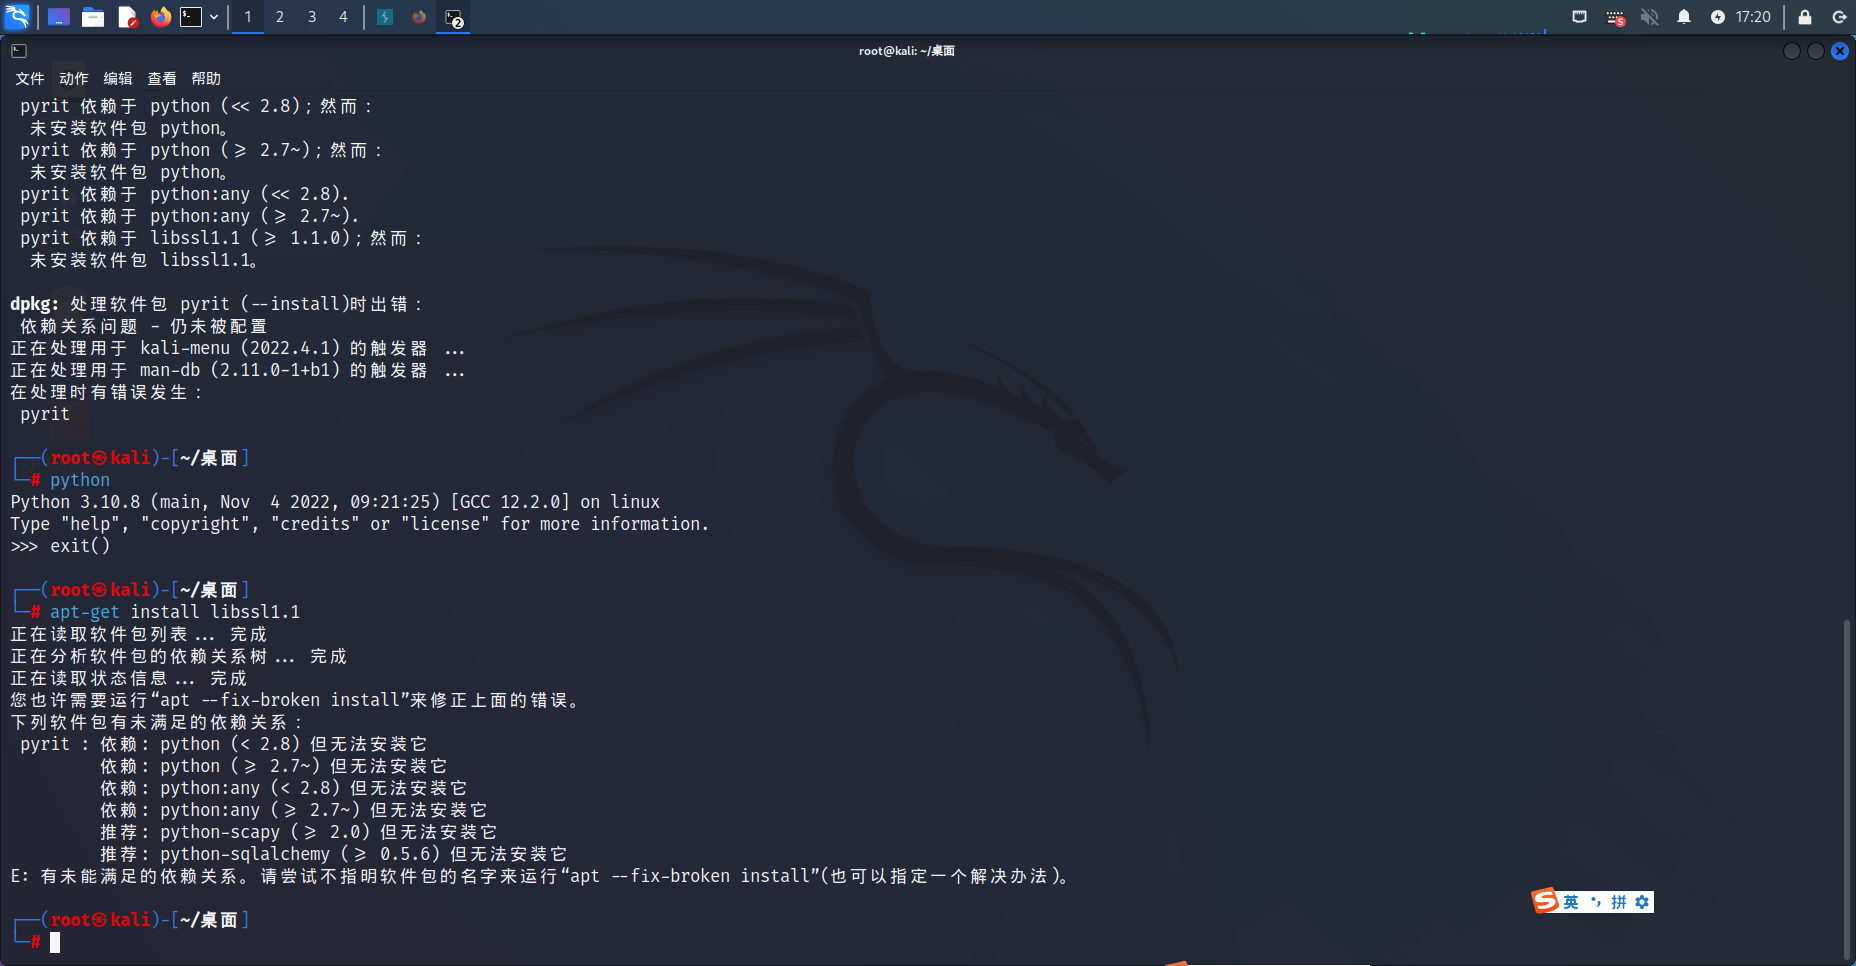 1 2 3 4 2 S 17:20
root@kali: ~/桌面
文件 动作 编辑 查看 帮助
pyrit 依赖于 python (<< 2.8)；然而：
未安装软件包 python。
pyrit 依赖于 python (≥ 2.7~)；然而：
未安装软件包 python。
pyrit 依赖于 python:any (<< 2.8).
pyrit 依赖于 python:any (≥ 2.7~).
pyrit 依赖于 libssl1.1 (≥ 1.1.0)；然而：
未安装软件包 libssl1.1。
dpkg: 处理软件包 pyrit (--install)时出错：
依赖关系问题 - 仍未被配置
正在处理用于 kali-menu (2022.4.1) 的触发器 ...
正在处理用于 man-db (2.11.0-1+b1) 的触发器 ...
在处理时有错误发生：
pyrit
┌──(root㉿kali)-[~/桌面]
└─# python
Python 3.10.8 (main, Nov  4 2022, 09:21:25) [GCC 12.2.0] on linux
Type "help", "copyright", "credits" or "license" for more information.
>>> exit()
┌──(root㉿kali)-[~/桌面]
└─# apt-get install libssl1.1
正在读取软件包列表... 完成
正在分析软件包的依赖关系树... 完成
正在读取状态信息... 完成
您也许需要运行“apt --fix-broken install”来修正上面的错误。
下列软件包有未满足的依赖关系：
pyrit : 依赖: python (< 2.8) 但无法安装它
依赖: python (≥ 2.7~) 但无法安装它
依赖: python:any (< 2.8) 但无法安装它
依赖: python:any (≥ 2.7~) 但无法安装它
推荐: python-scapy (≥ 2.0) 但无法安装它
推荐: python-sqlalchemy (≥ 0.5.6) 但无法安装它
E: 有未能满足的依赖关系。请尝试不指明软件包的名字来运行“apt --fix-broken install”(也可以指定一个解决办法)。
┌──(root㉿kali)-[~/桌面]
└─#
S 英 •, 拼